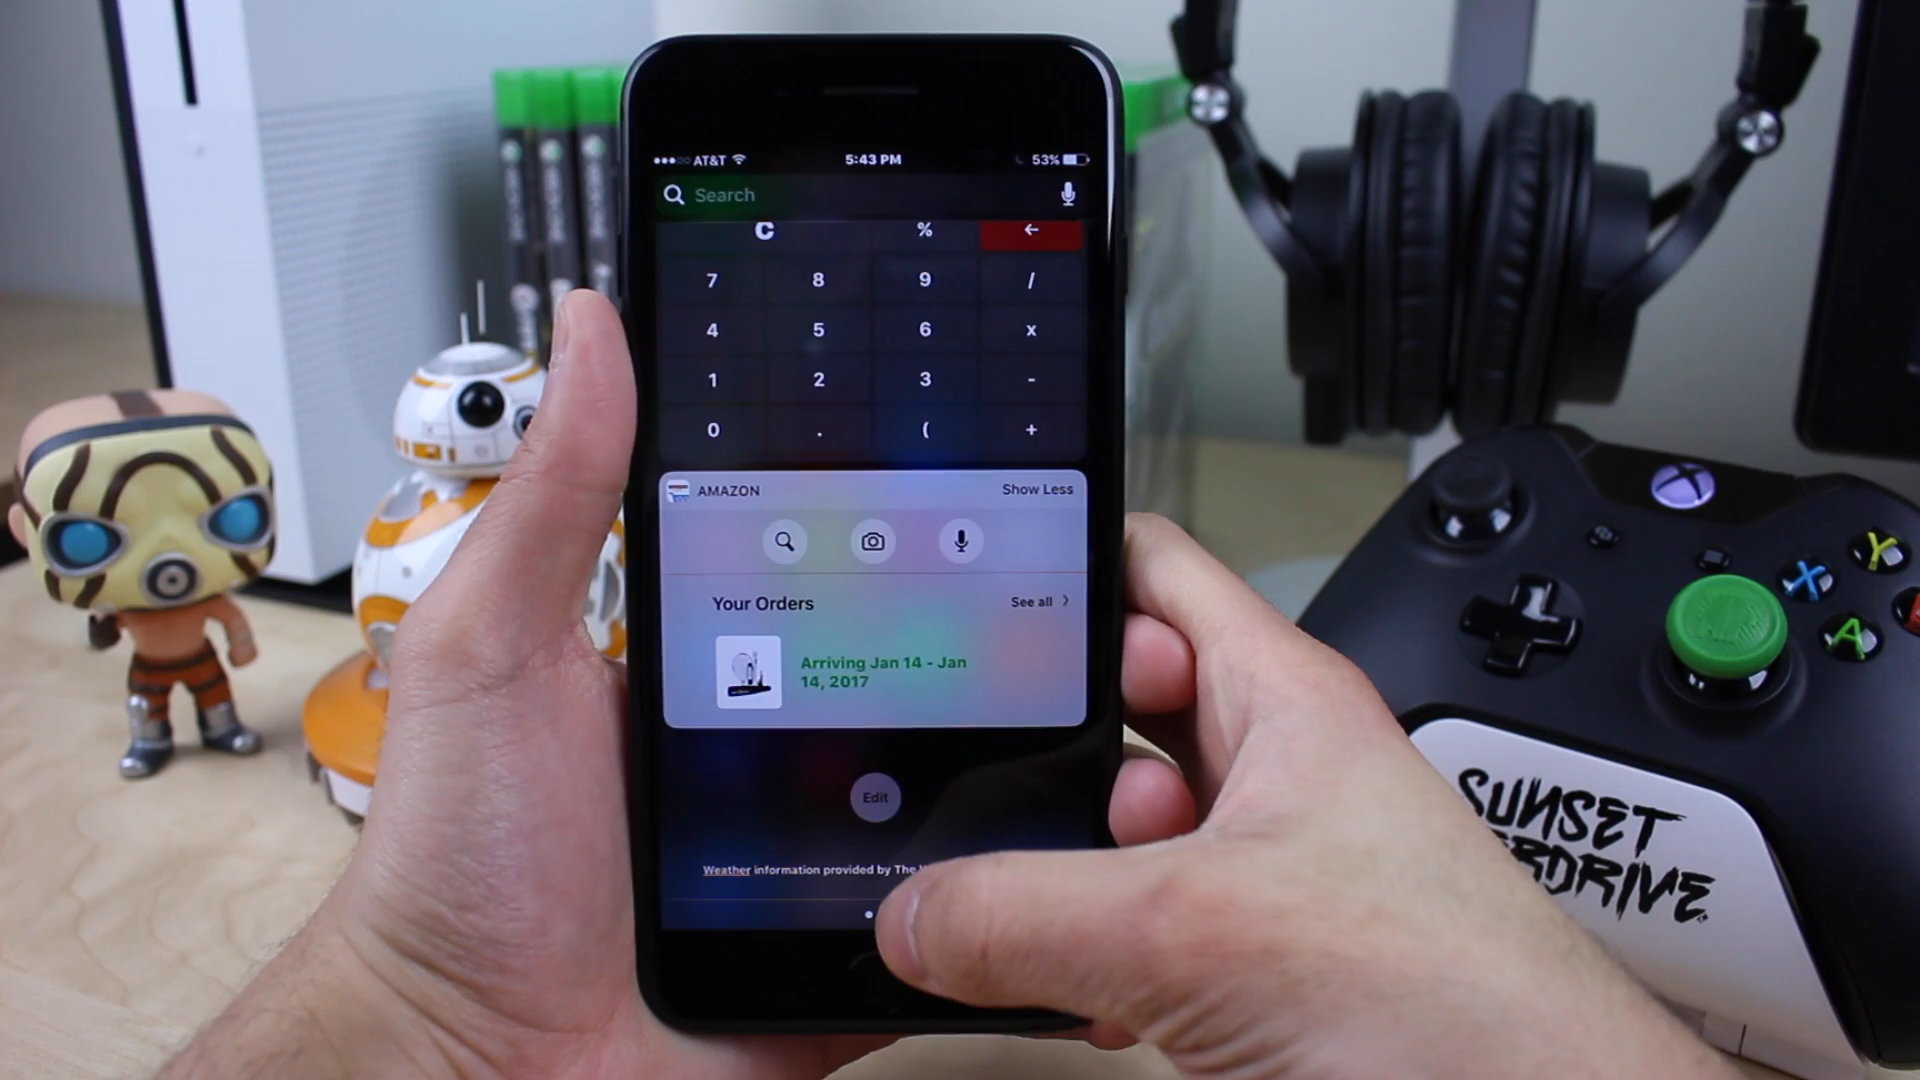 AT&T 5:43 PM 53%
Search
C % ←
7 8 9 /
4 5 6 x
1 2 3 -
0 . ( +
AMAZON Show Less
Your Orders See all >
Arriving Jan 14 - Jan
14, 2017
Edit
Weather information provided by The
Y
X
A
SUNSET
ERDRIVE